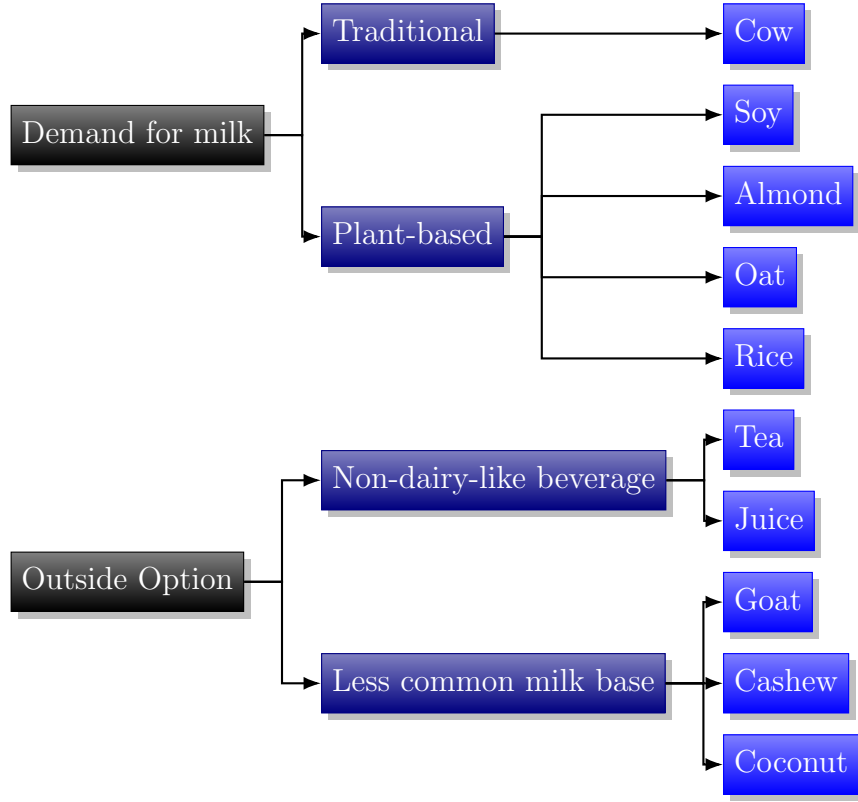 Traditional
Cow
Demand for milk
Soy
Almond
Plant-based
Oat
Rice
Tea
Non-dairy-like beverage
Juice
Outside Option
Goat
Less common milk base
Cashew
Coconut